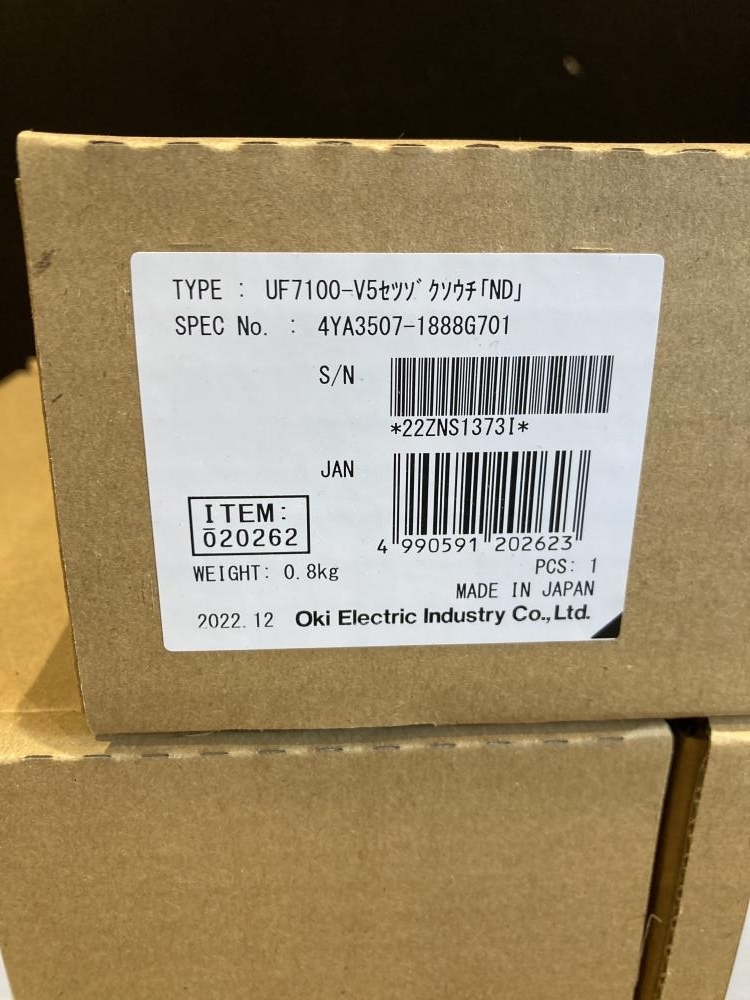 TYPE : UF7100-V5ｾﾂｿﾞｸｿｳﾁ｢ND｣
SPEC No. : 4YA3507-1888G701
S/N
*22ZNS1373I*
JAN
4 990591 202623
ITEM:
020262
WEIGHT: 0.8kg
PCS: 1
MADE IN JAPAN
2022.12 Oki Electric Industry Co.,Ltd.